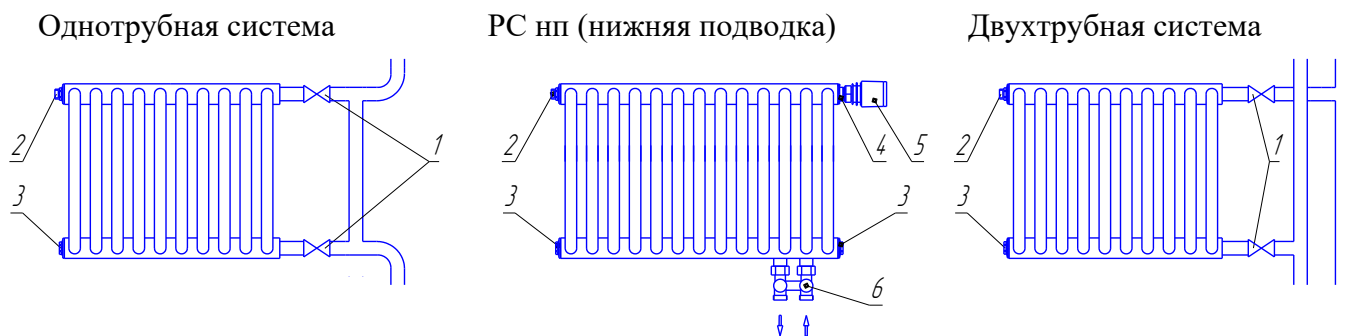 Однотрубная система
РС нп (нижняя подводка)
Двухтрубная система
2 1 2 4 5 2 1
3 3 3 3
6